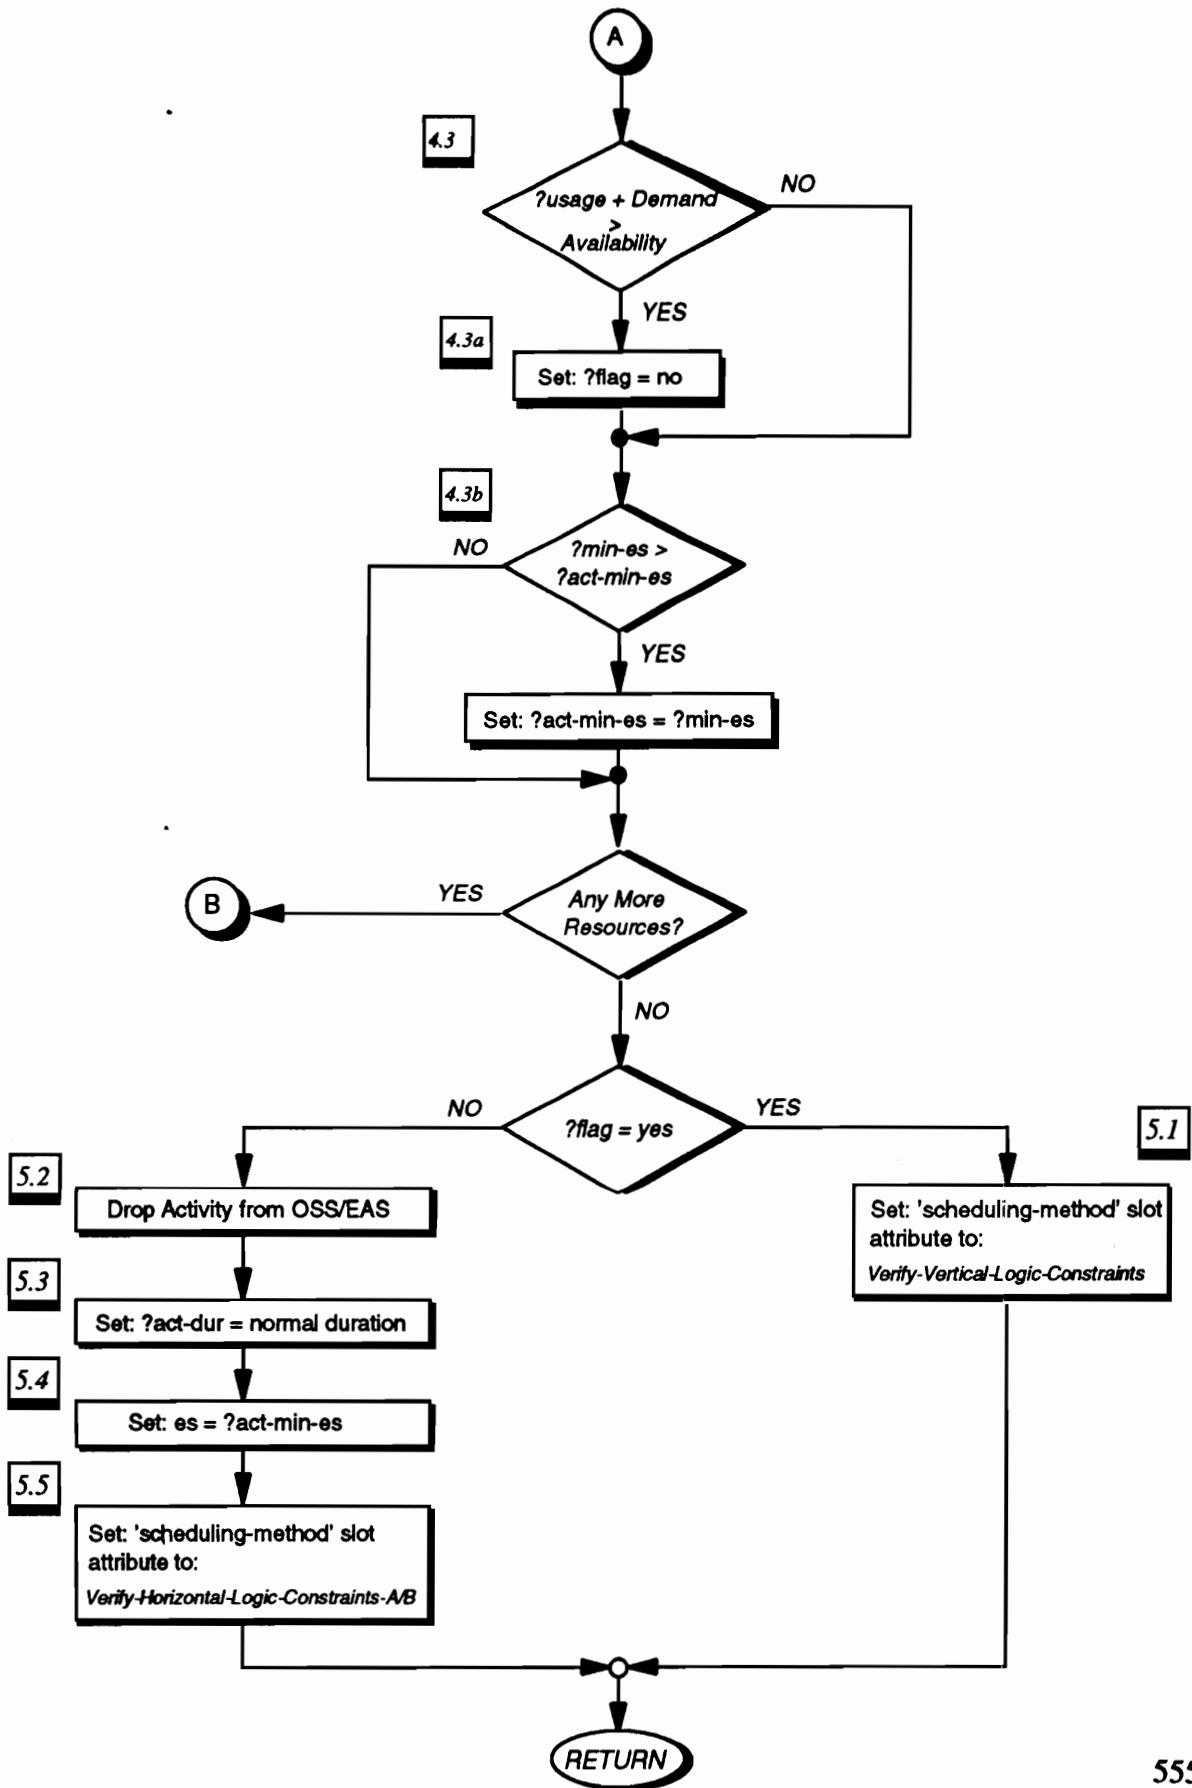 A
4.3
?usage + Demand
>
Availability
NO
YES
4.3a
Set: ?flag = no
4.3b
NO
?min-es >
?act-min-es
YES
Set: ?act-min-es = ?min-es
B
YES
Any More
Resources?
NO
NO
?flag = yes
YES
5.1
5.2
Drop Activity from OSS/EAS
Set: 'scheduling-method' slot
attribute to:
Verify-Vertical-Logic-Constraints
5.3
Set: ?act-dur = normal duration
5.4
Set: es = ?act-min-es
5.5
Set: 'scheduling-method' slot
attribute to:
Verify-Horizontal-Logic-Constraints-A/B
RETURN
555